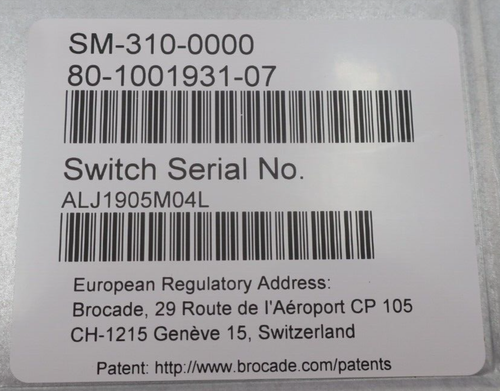 SM-310-0000
80-1001931-07
Switch Serial No.
ALJ1905M04L
European Regulatory Address:
Brocade, 29 Route de l'Aéroport CP 105
CH-1215 Genève 15, Switzerland
Patent: http://www.brocade.com/patents